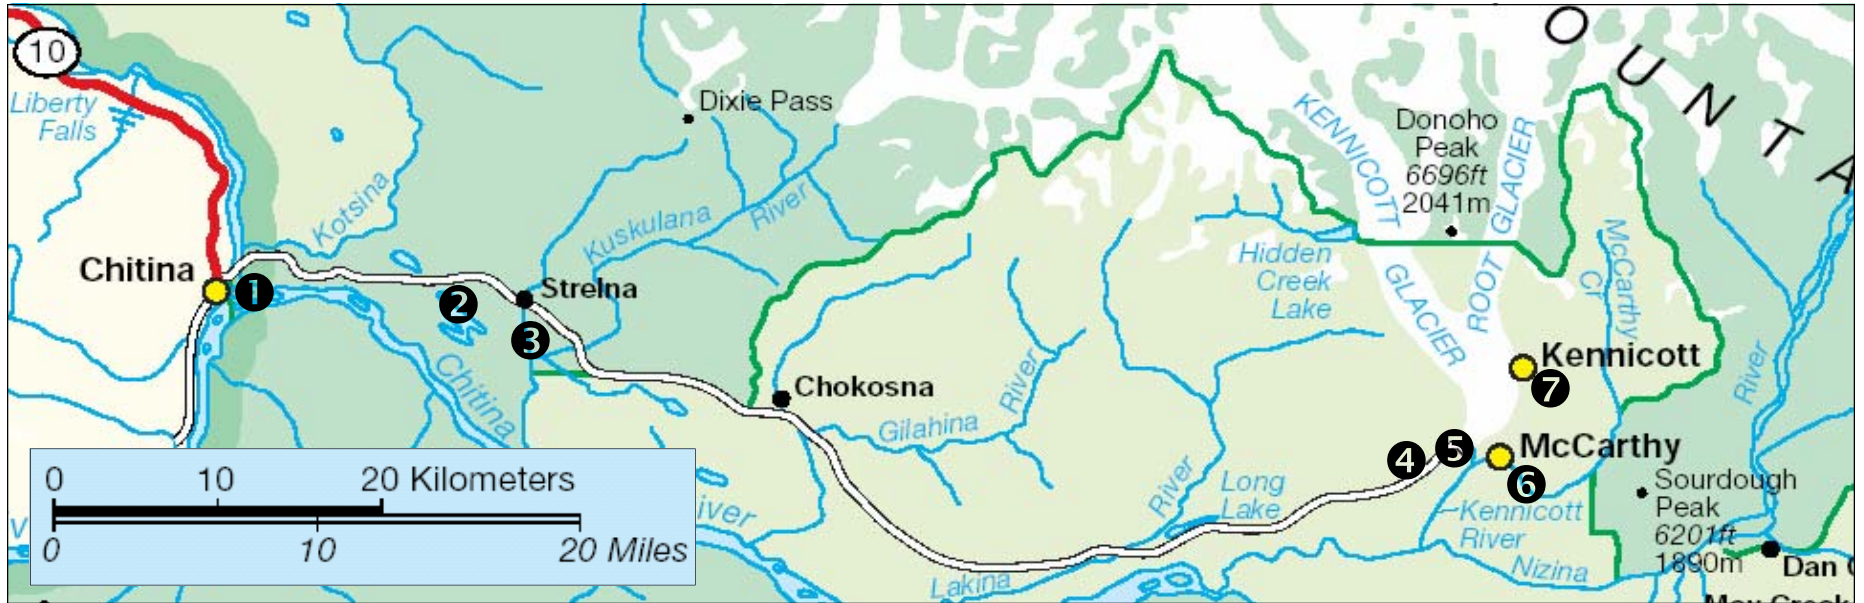 10
Liberty
Falls
Chitina
1
Kotsina
2
Strelna
3
Dixie Pass
Kuskulana
River
Chokosna
Chitina
Gilahina
River
KENNICOTT
GLACIER
Donoho
Peak
6696ft
2041m
ROOT
GLACIER
Hidden
Creek
Lake
McCarthy
Cr
OUNTA
Kennicott
7
4
5
McCarthy
6
River
Sourdough
Peak
6201ft
1890m
Kennicott
River
Nizina
Long
Lake
River
Lakina
iver
Dan
0 10 20 Kilometers
0 10 20 Miles